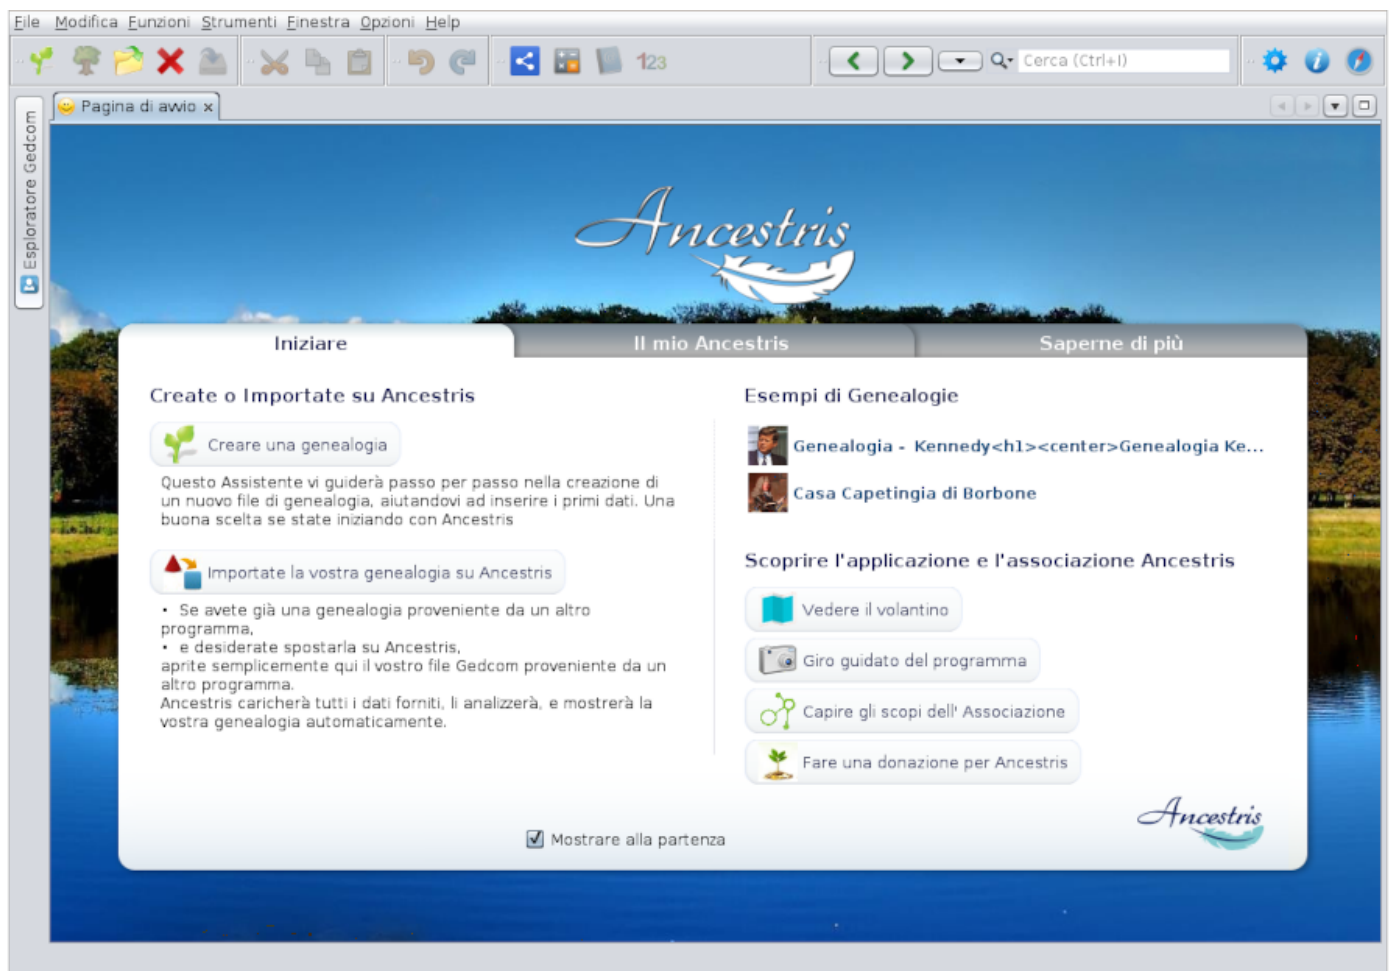 File Modifica Funzioni Strumenti Finestra Opzioni Help
123
Cerca (Ctrl+I)
Pagina di avvio x
Esploratore Gedcom
Ancestris
Iniziare
Il mio Ancestris
Saperne di più
Create o Importate su Ancestris
Creare una genealogia
Questo Assistente vi guiderà passo per passo nella creazione di
un nuovo file di genealogia, aiutandovi ad inserire i primi dati. Una
buona scelta se state iniziando con Ancestris
Importate la vostra genealogia su Ancestris
• Se avete già una genealogia proveniente da un altro
programma,
• e desiderate spostarla su Ancestris,
aprite semplicemente qui il vostro file Gedcom proveniente da un
altro programma.
Ancestris caricherà tutti i dati forniti, li analizzerà, e mostrerà la
vostra genealogia automaticamente.
Esempi di Genealogie
Genealogia - Kennedy<h1><center>Genealogia Ke...
Casa Capetingia di Borbone
Scoprire l'applicazione e l'associazione Ancestris
Vedere il volantino
Giro guidato del programma
Capire gli scopi dell' Associazione
Fare una donazione per Ancestris
Ancestris
Mostrare alla partenza